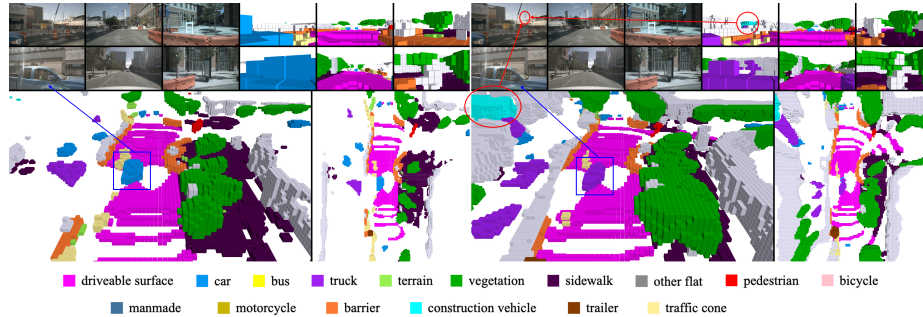 driveable surface car bus truck terrain vegetation sidewalk other flat pedestrian bicycle
manmade motorcycle barrier construction vehicle trailer traffic cone